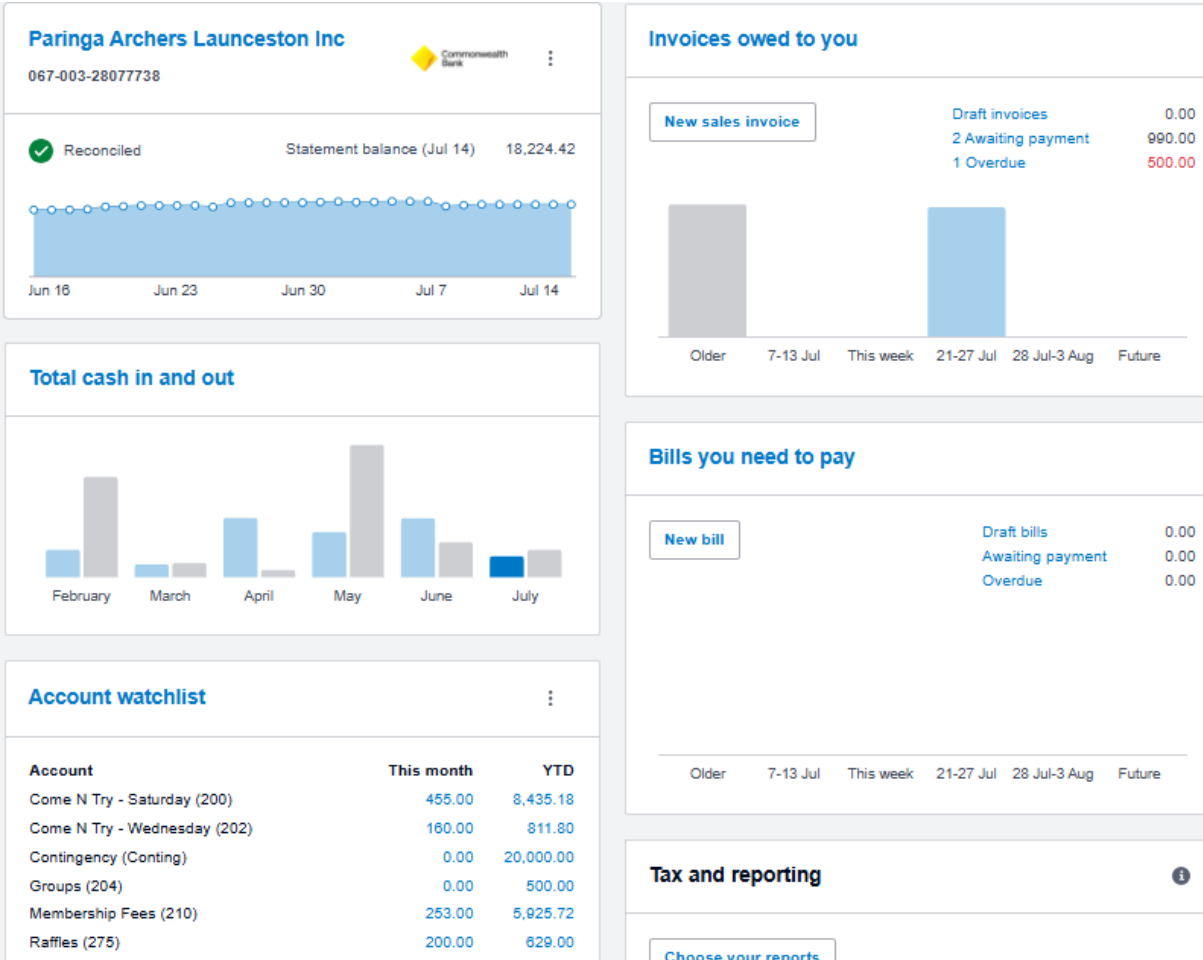 Paringa Archers Launceston Inc
Commonwealth
Bank
067-003-28077738
Reconciled
Statement balance (Jul 14) 18,224.42
Jun 16 Jun 23 Jun 30 Jul 7 Jul 14
Total cash in and out
February March April May June July
Account watchlist
Account This month YTD
Come N Try - Saturday (200) 455.00 8,435.18
Come N Try - Wednesday (202) 160.00 811.80
Contingency (Conting) 0.00 20,000.00
Groups (204) 0.00 500.00
Membership Fees (210) 253.00 5,925.72
Raffles (275) 200.00 629.00
Invoices owed to you
New sales invoice
Draft invoices 0.00
2 Awaiting payment 990.00
1 Overdue 500.00
Older 7-13 Jul This week 21-27 Jul 28 Jul-3 Aug Future
Bills you need to pay
New bill
Draft bills 0.00
Awaiting payment 0.00
Overdue 0.00
Older 7-13 Jul This week 21-27 Jul 28 Jul-3 Aug Future
Tax and reporting
Choose your reports